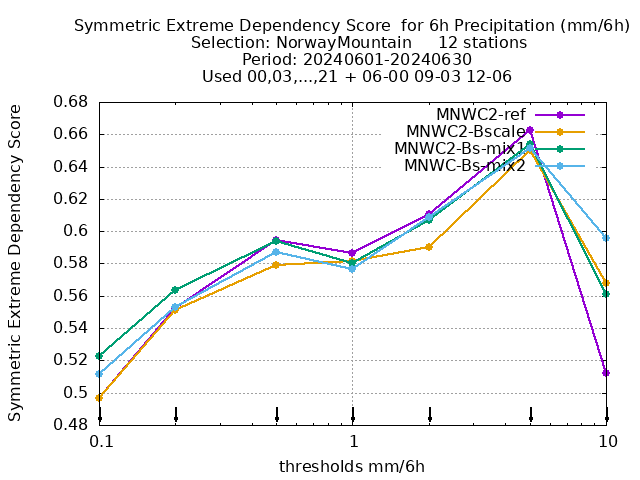 Symmetric Extreme Dependency Score  for 6h Precipitation (mm/6h)
Selection: NorwayMountain     12 stations
Period: 20240601-20240630
Used 00,03,...,21 + 06-00 09-03 12-06
Symmetric Extreme Dependency Score
0.68
0.66
0.64
0.62
0.6
0.58
0.56
0.54
0.52
0.5
0.48
MNWC2-ref
MNWC2-Bscale
MNWC2-Bs-mix1
MNWC-Bs-mix2
0.1
1
10
thresholds mm/6h